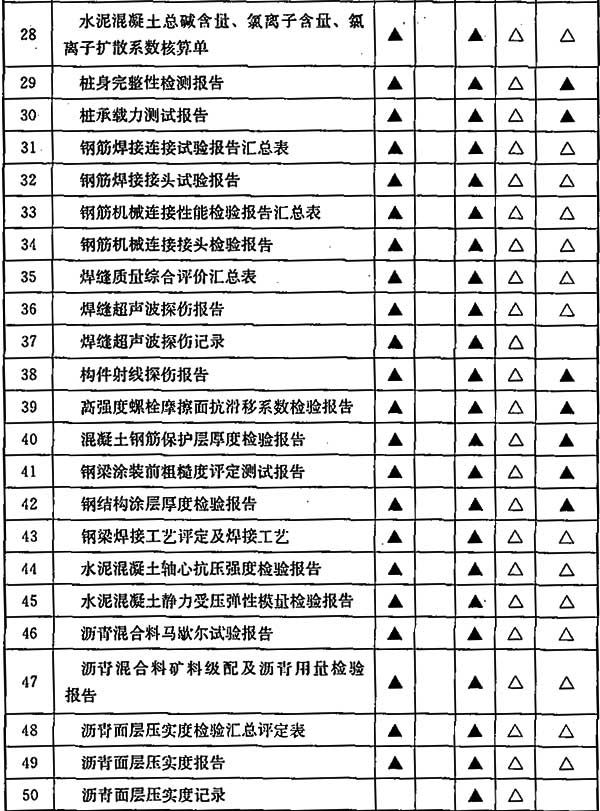 28 水泥混凝土总碱含量、氯离子含量、氯 ▲ ▲ △ △
离子扩散系数核算单
29 桩身完整性检测报告 ▲ ▲ △ ▲
30 桩承载力测试报告 ▲ ▲ △ ▲
31 钢筋焊接连接试验报告汇总表 ▲ ▲ △ △
32 钢筋焊接接头试验报告 ▲ ▲ △ △
33 钢筋机械连接性能检验报告汇总表 ▲ ▲ △ △
34 钢筋机械连接接头检验报告 ▲ ▲ △ △
35 焊缝质量综合评价汇总表 ▲ ▲ △ △
36 焊缝超声波探伤报告 ▲ ▲ △ △
37 焊缝超声波探伤记录 ▲ ▲ △
38 构件射线探伤报告 ▲ ▲ △ ▲
39 高强度螺栓摩擦面抗滑移系数检验报告 ▲ ▲ △ ▲
40 混凝土钢筋保护层厚度检验报告 ▲ ▲ △ ▲
41 钢梁涂装前粗糙度评定测试报告 ▲ ▲ △ ▲
42 钢结构涂层厚度检验报告 ▲ ▲ △ ▲
43 钢梁焊接工艺评定及焊接工艺 ▲ ▲ △ △
44 水泥混凝土轴心抗压强度检验报告 ▲ ▲ △ △
45 水泥混凝土静力受压弹性模量检验报告 ▲ ▲ △ △
46 沥青混合料马歇尔试验报告 ▲ ▲ △ △
47 沥青混合料矿料级配及沥青用量检验 ▲ ▲ △ △
报告
48 沥青面层压实度检验汇总评定表 ▲ ▲ △ △
49 沥青面层压实度报告 ▲ ▲ △ △
50 沥青面层压实度记录 ▲ △